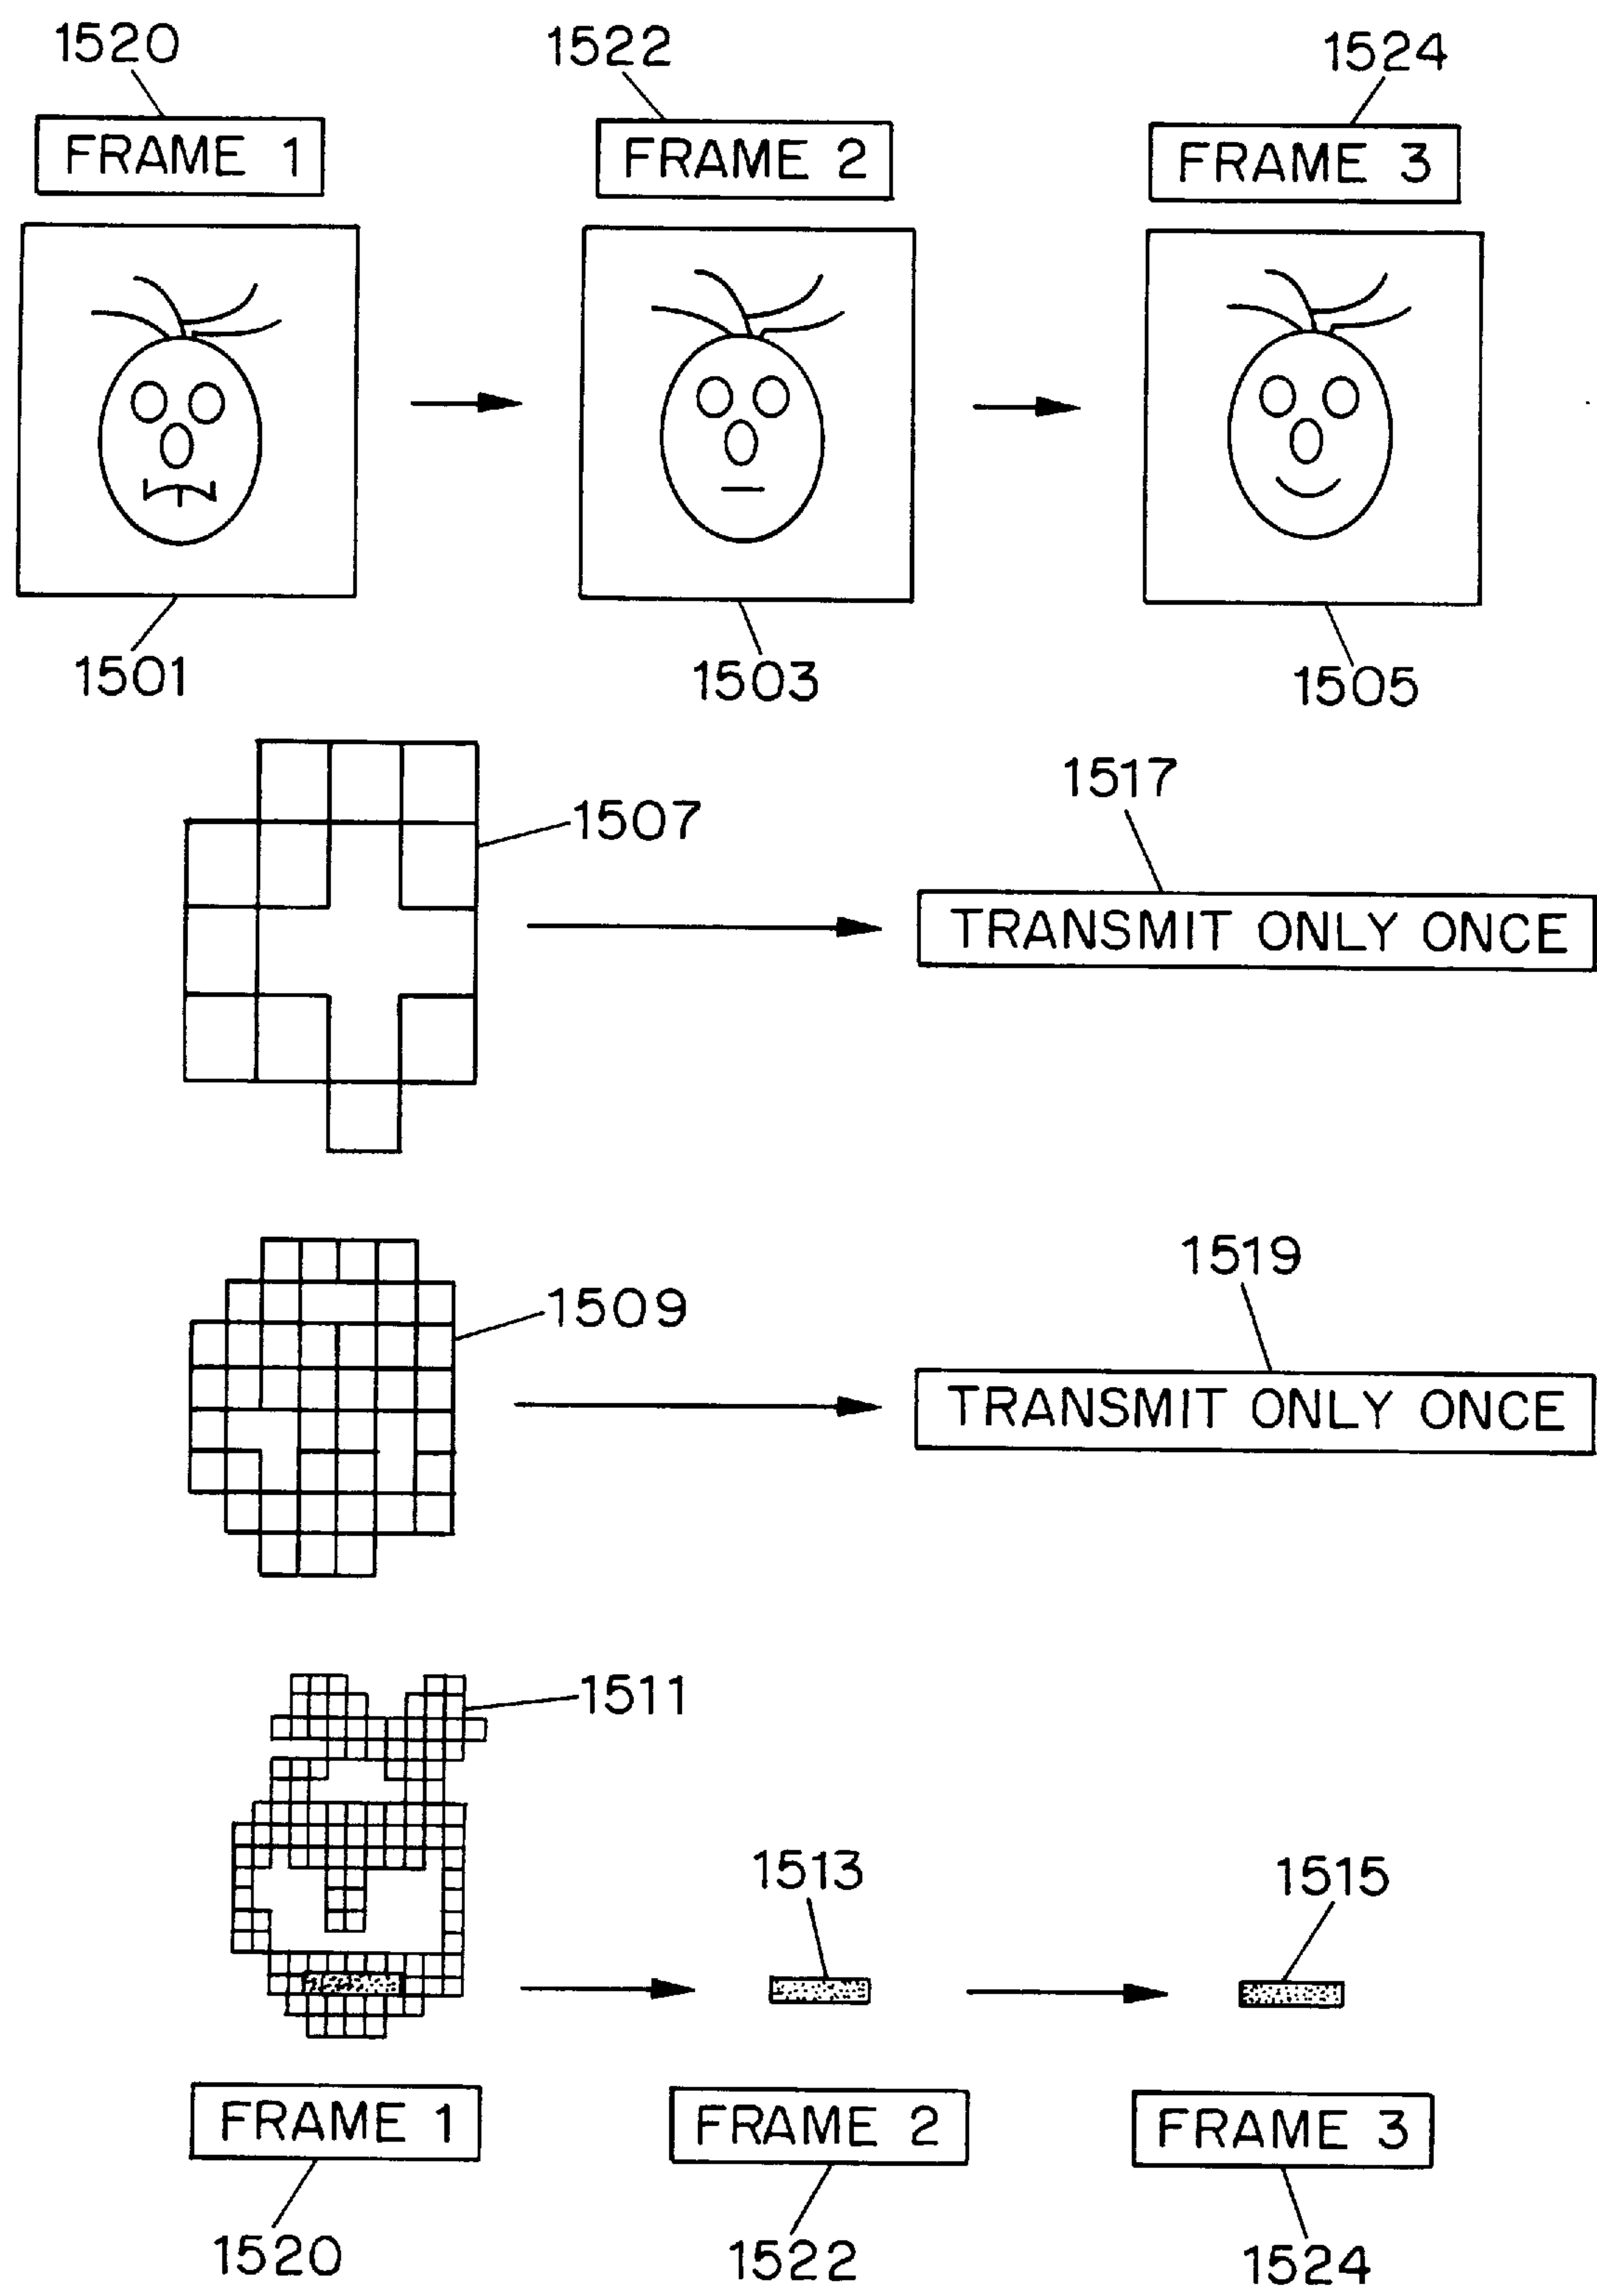 1520
1522
1524
FRAME 1
FRAME 2
FRAME 3
1501
1503
1505
1507
1517
TRANSMIT ONLY ONCE
1509
1519
TRANSMIT ONLY ONCE
1511
1513
1515
FRAME 1
FRAME 2
FRAME 3
1520
1522
1524